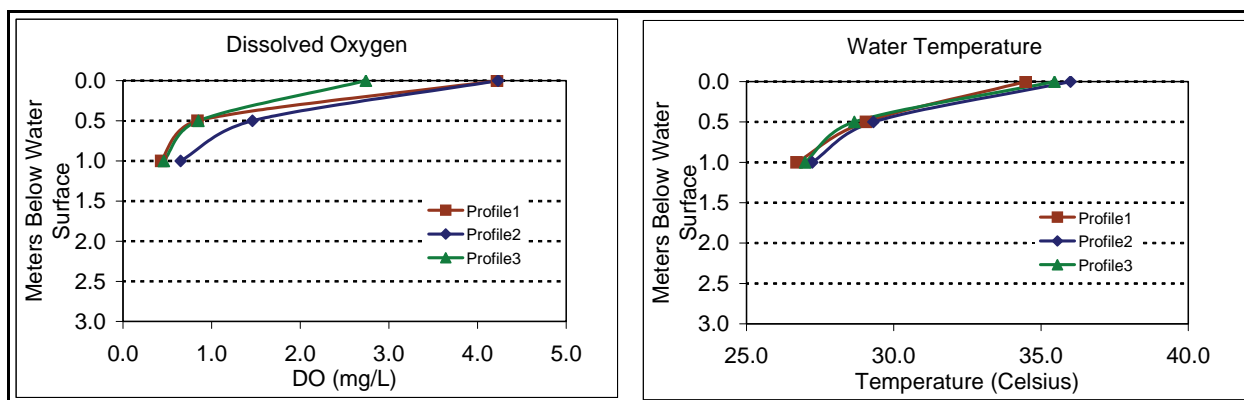 Dissolved Oxygen
0.0
0.5
1.0
1.5
2.0
2.5
3.0
Meters Below Water
Surface
Profile1
Profile2
Profile3
0.0 1.0 2.0 3.0 4.0 5.0
DO (mg/L)
Water Temperature
0.0
0.5
1.0
1.5
2.0
2.5
3.0
Meters Below Water
Surface
Profile1
Profile2
Profile3
25.0 30.0 35.0 40.0
Temperature (Celsius)